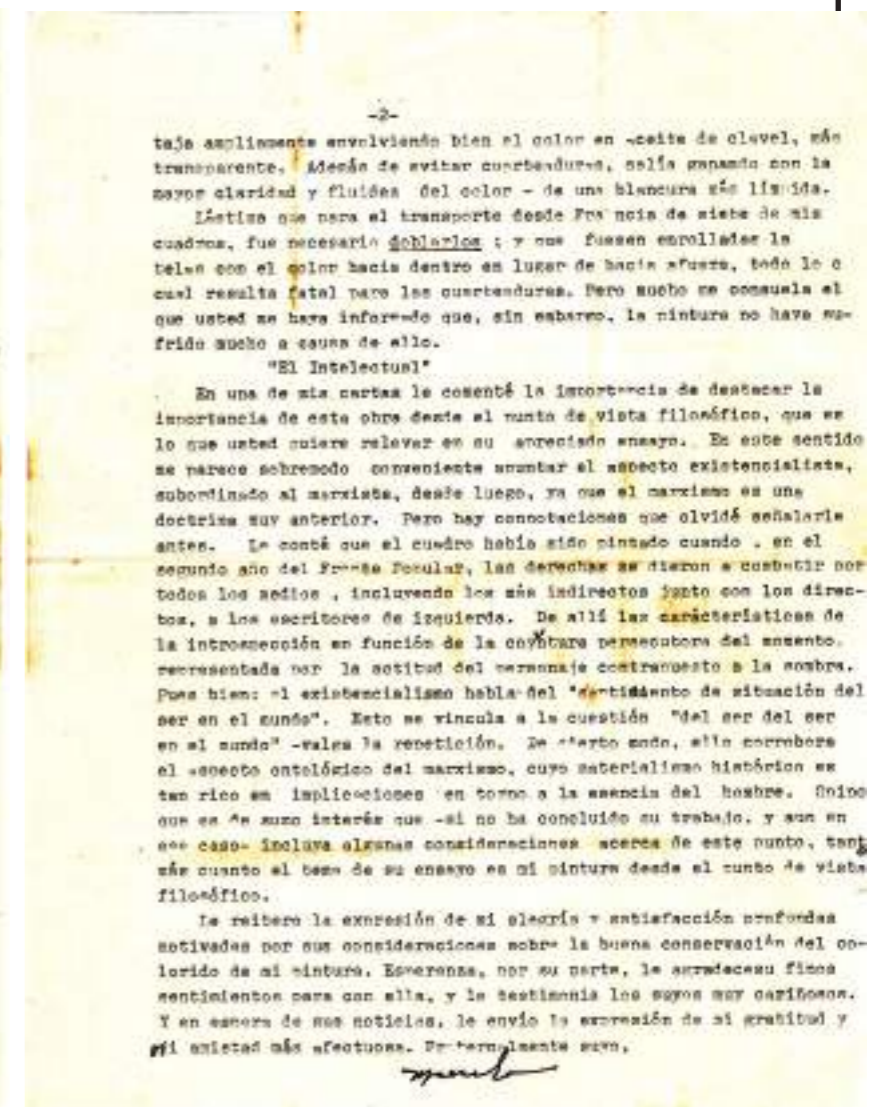 -2-
taja ampliamente envolviendo bien el color en aceite de clavel, más
transparente. Además de evitar cuarteaduras, salía ganando con la
mayor claridad y fluidez del color - de una blancura más líquida.
Lástima que para el transporte desde Francia de siete de mis
cuadros, fue necesario doblarlos ; y que fuesen enrolladas la
telas con el color hacia dentro en lugar de hacia afuera, todo lo c
cual resulta fatal para las cuarteaduras. Pero mucho me consuela el
que usted me haya informado que, sin embargo, la pintura no haya su-
frido mucho a causa de ello.
"El Intelectual"
En una de mis cartas le comenté la importancia de destacar la
importancia de esta obra desde el punto de vista filosófico, que es
lo que usted quiere relevar en su apreciado ensayo. En este sentido
me parece sobremodo conveniente apuntar el aspecto existencialista,
subordinado al marxista, desde luego, ya que el marxismo es una
doctrina muy anterior. Pero hay connotaciones que olvidé señalarle
antes. Le conté que el cuadro había sido pintado cuando , en el
segundo año del Frente Popular, las derechas se dieron a combatir por
todos los medios , incluyendo los más indirectos junto con los direc-
tos, a los escritores de izquierda. De allí las carácteristicas de
la introspección en función de la persecutora del momento,
representada por la actitud del personaje contrapuesto a la sombra.
Pues bien: el existencialismo habla del "sentimiento de situación del
ser en el mundo". Esto se vincula a la cuestión "del ser del ser
en el mundo" -valga la repetición. De cierto modo, ello corrobora
el aspecto ontológico del marxismo, cuyo materialismo histórico es
tan rico en implicaciones en torno a la esencia del hombre. Opino
que es de sumo interés que -si no ha concluido su trabajo, y aun en
ese caso- incluya algunas consideraciones acerca de este punto, tant
más cuanto el tema de su ensayo es mi pintura desde el punto de vista
filosófico.
Le reitero la expresión de mi alegría y satisfacción profundas
motivadas por sus consideraciones sobre la buena conservación del co-
lorido de mi pintura. Esperanza, por su parte, le agradece su finos
sentimientos para con ella, y le testimonia los suyos muy cariñosos.
Y en espera de sus noticias, le envío la expresión de mi gratitud y
mi amistad más afectuosa. Fraternalmente suyo,